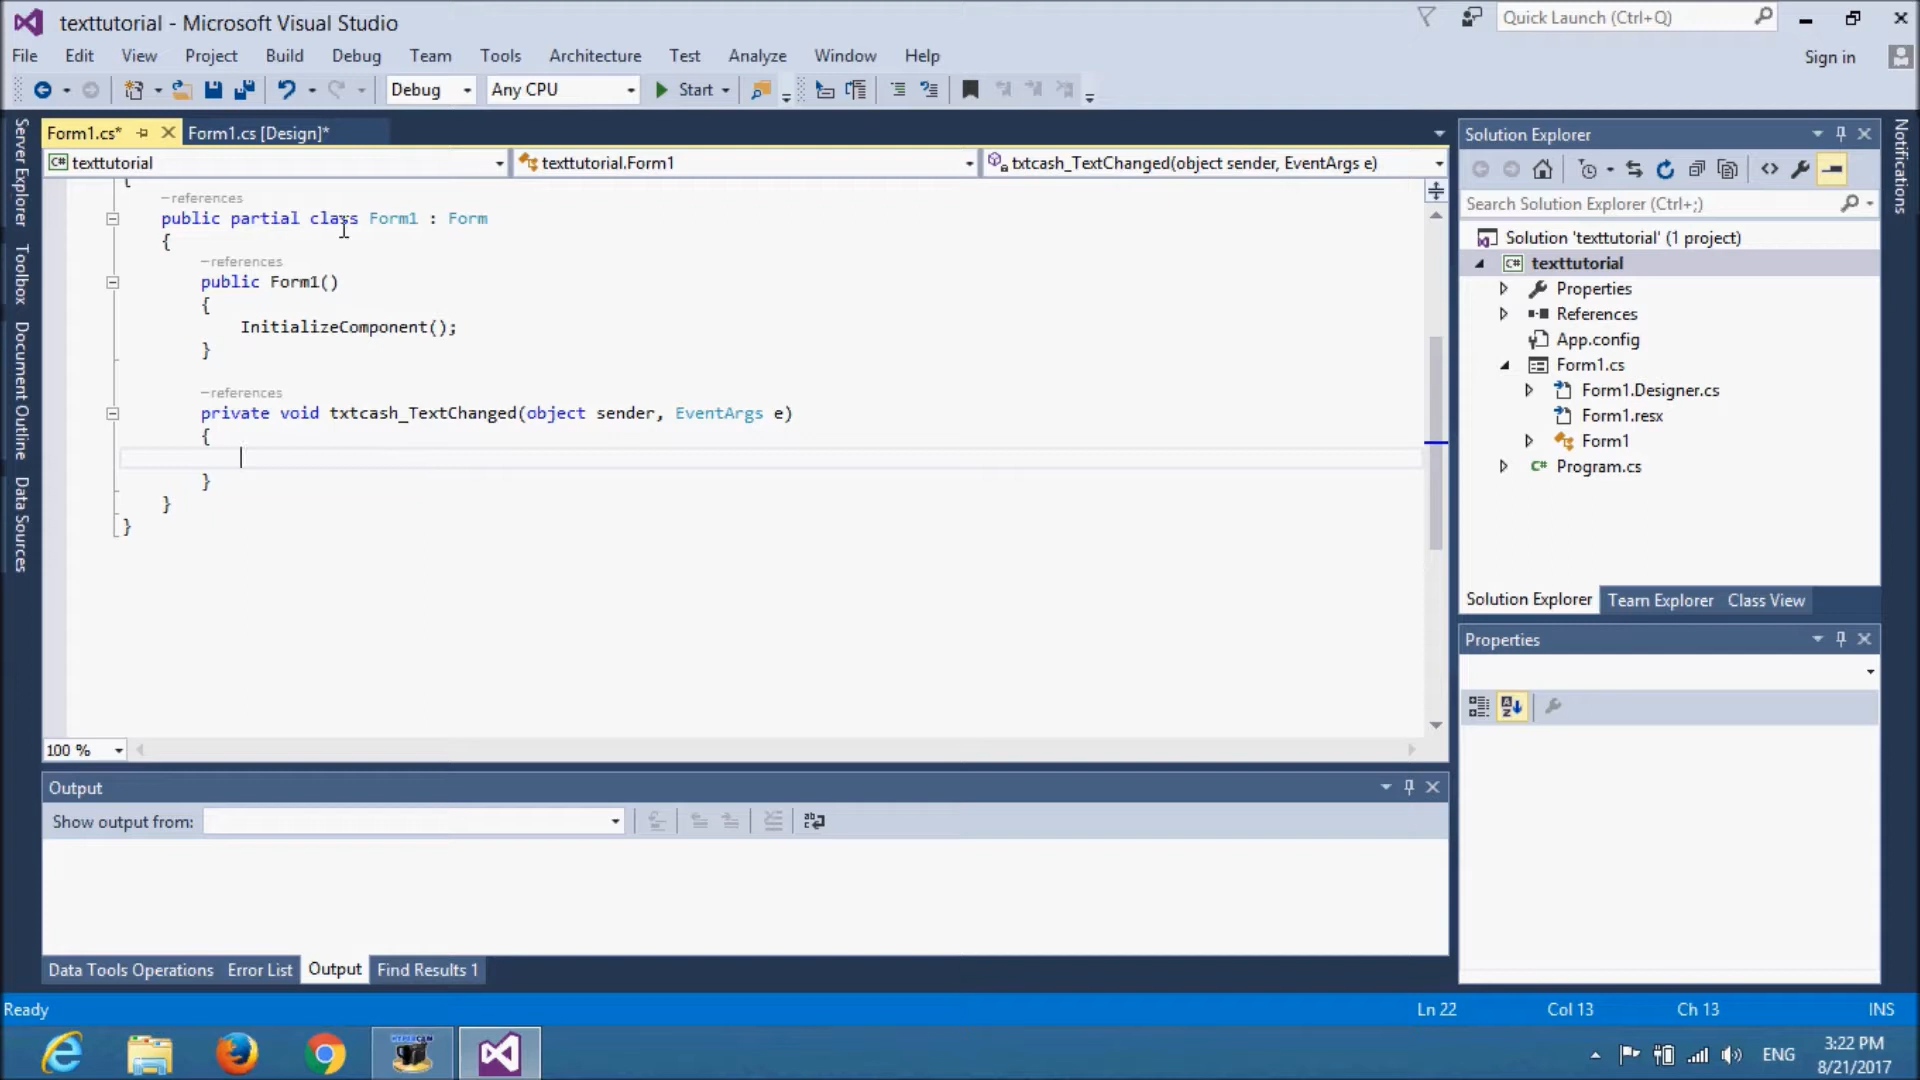 texttutorial - Microsoft Visual Studio
Quick Launch (Ctrl+Q)
File Edit View Project Build Debug Team Tools Architecture Test Analyze Window Help
Sign in
Debug Any CPU Start
Form1.cs* Form1.cs [Design]*
texttutorial texttutorial.Form1 txtcash_TextChanged(object sender, EventArgs e)
{
–references
public partial class Form1 : Form
{
–references
public Form1()
{
InitializeComponent();
}
–references
private void txtcash_TextChanged(object sender, EventArgs e)
{
}
}
}
100 %
Server Explorer
Toolbox
Document Outline
Data Sources
Solution Explorer
Search Solution Explorer (Ctrl+;)
Solution 'texttutorial' (1 project)
C# texttutorial
Properties
References
App.config
Form1.cs
Form1.Designer.cs
Form1.resx
Form1
C# Program.cs
Solution Explorer Team Explorer Class View
Notifications
Properties
Output
Show output from:
Data Tools Operations Error List Output Find Results 1
Ready
Ln 22 Col 13 Ch 13 INS
HYPERCAM
ENG
3:22 PM
8/21/2017